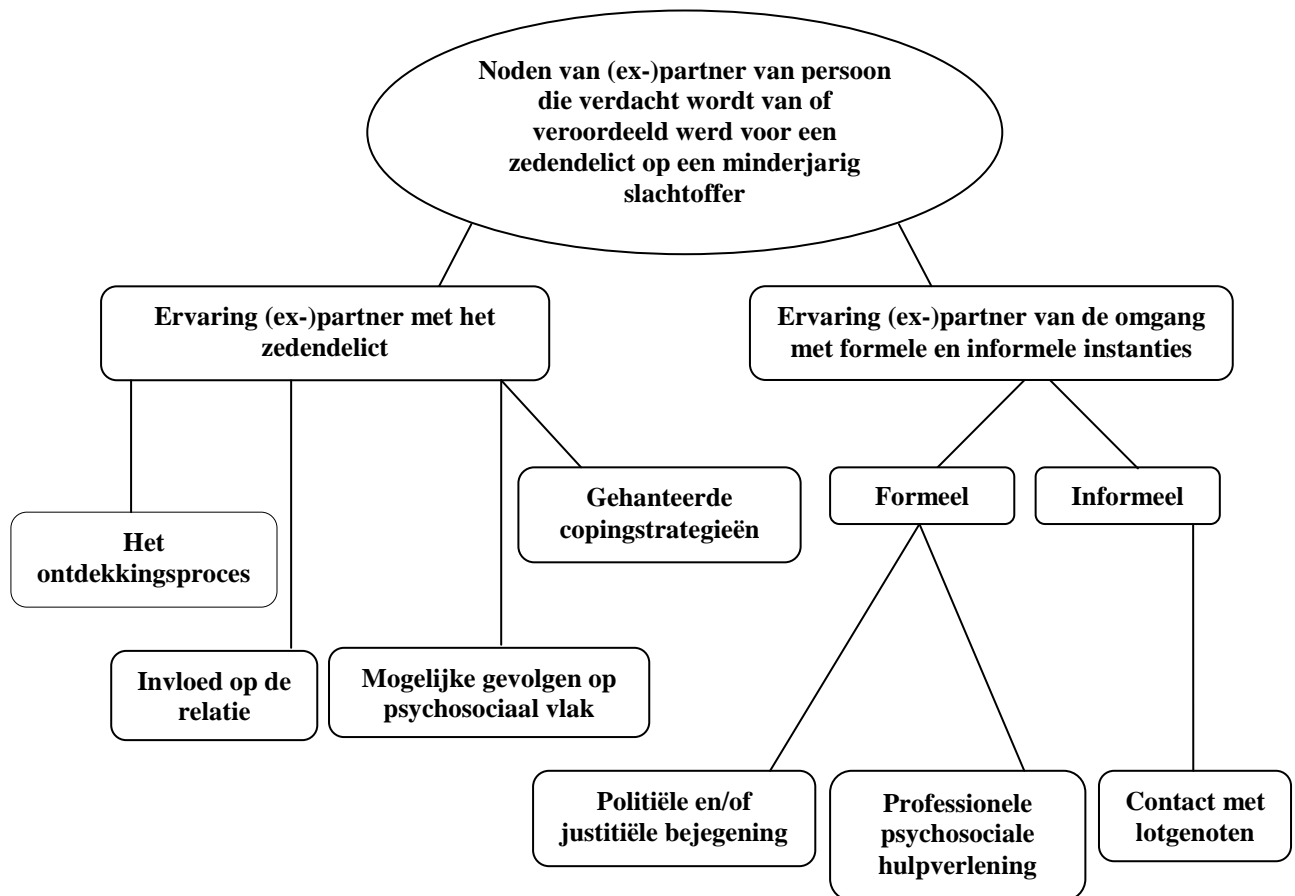 Noden van (ex-)partner van persoon
die verdacht wordt van of
veroordeeld werd voor een
zedendelict op een minderjarig
slachtoffer
Ervaring (ex-)partner met het
zedendelict
Ervaring (ex-)partner van de omgang
met formele en informele instanties
Gehanteerde
copingstrategieën
Formeel
Informeel
Het
ontdekkingsproces
Invloed op de
relatie
Mogelijke gevolgen op
psychosociaal vlak
Politiële en/of
justitiële bejegening
Professionele
psychosociale
hulpverlening
Contact met
lotgenoten